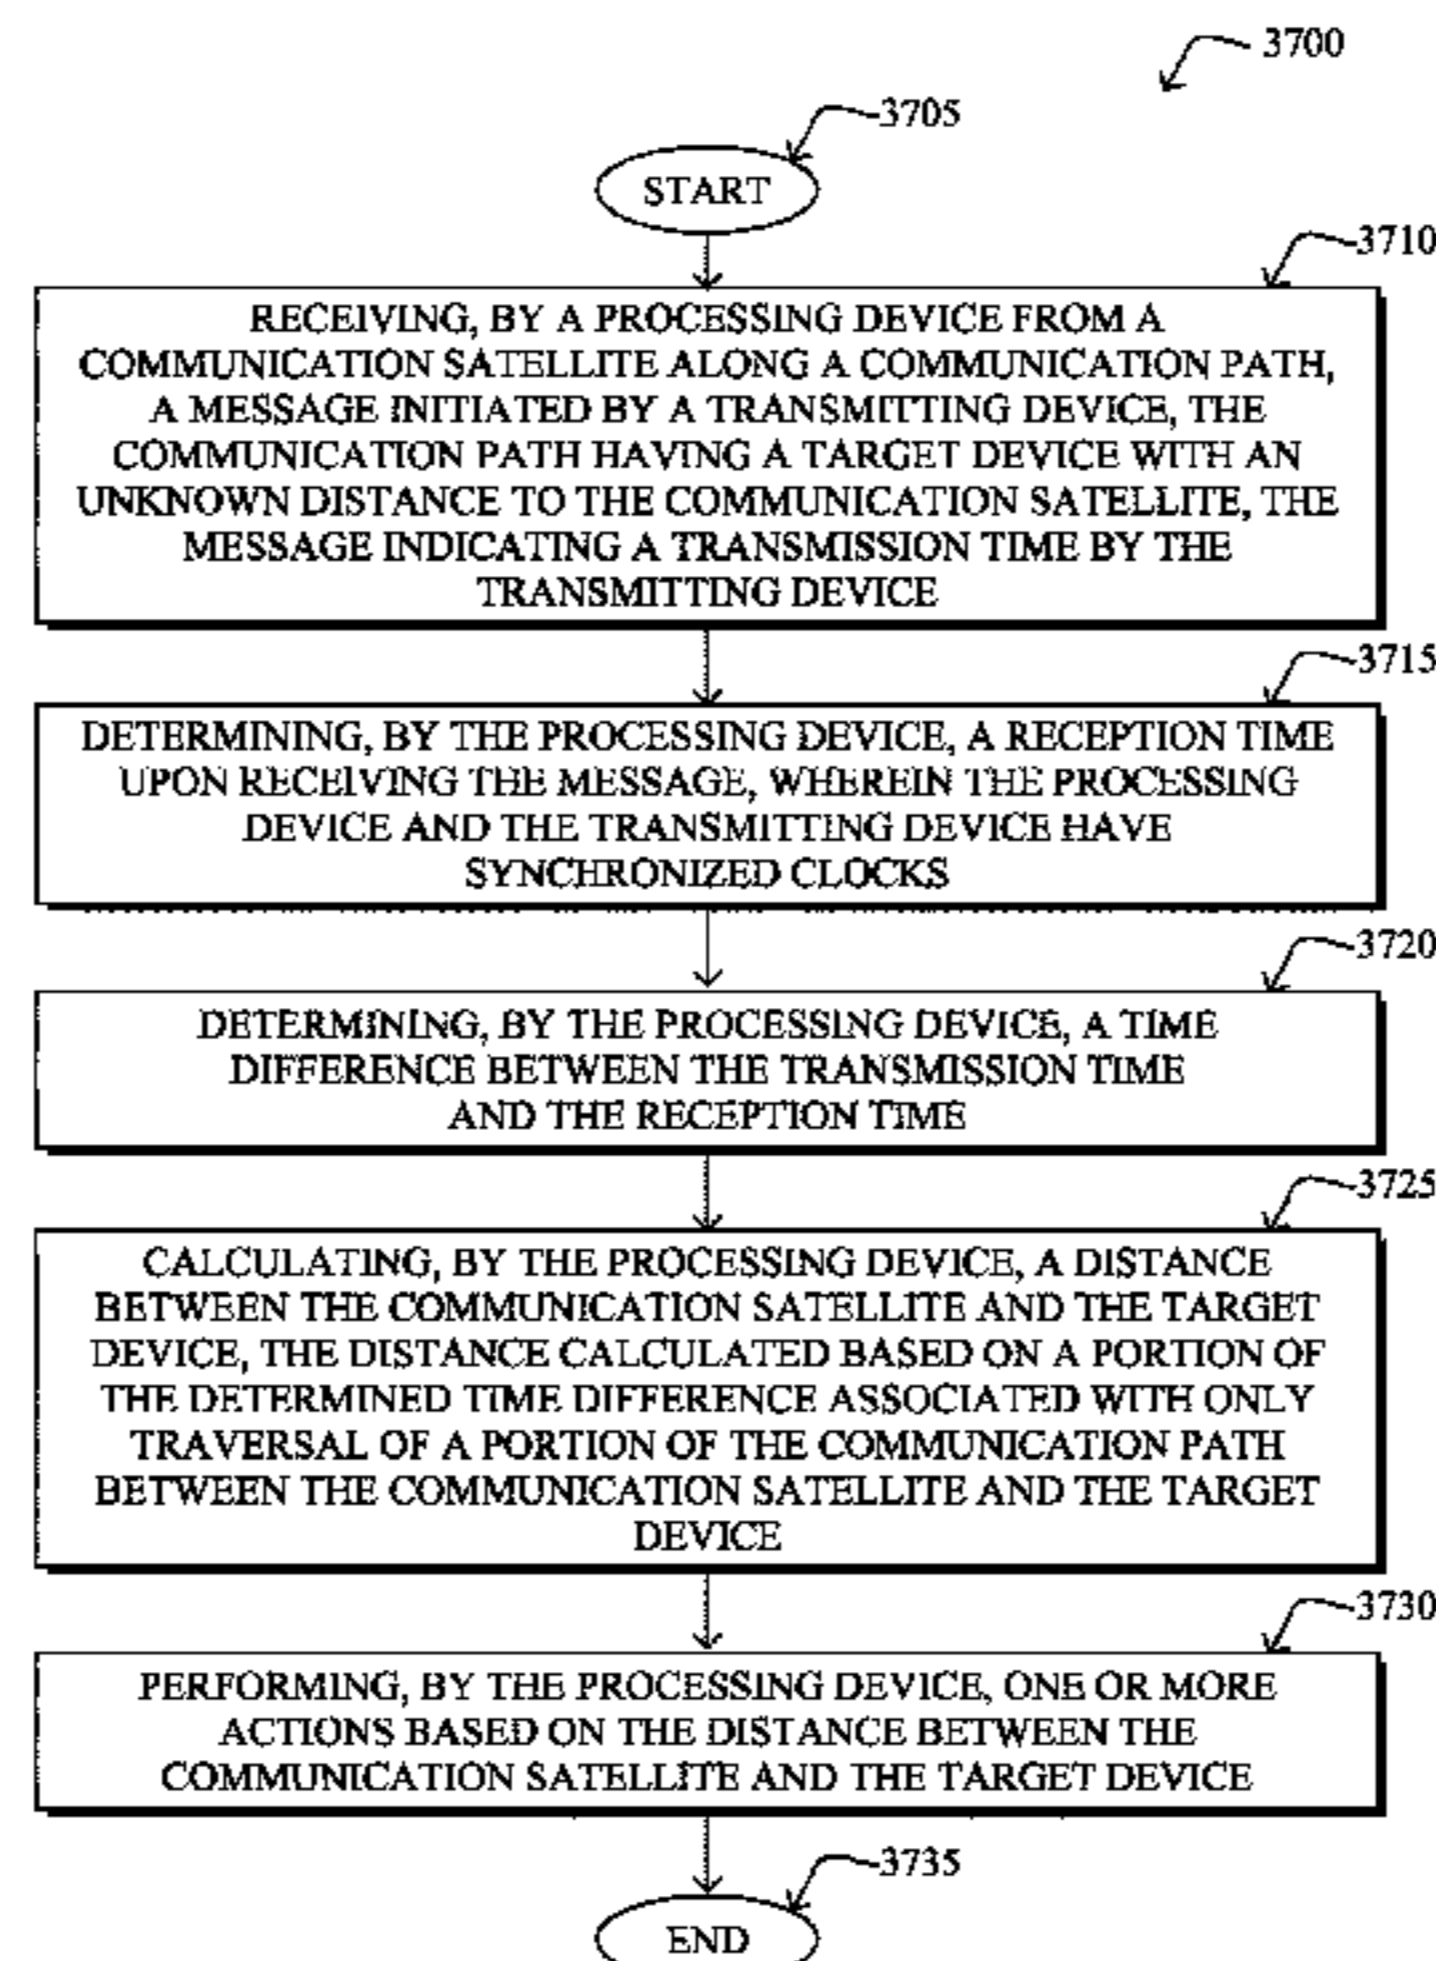 3700
3705
START
3710
RECEIVING, BY A PROCESSING DEVICE FROM A
COMMUNICATION SATELLITE ALONG A COMMUNICATION PATH,
A MESSAGE INITIATED BY A TRANSMITTING DEVICE, THE
COMMUNICATION PATH HAVING A TARGET DEVICE WITH AN
UNKNOWN DISTANCE TO THE COMMUNICATION SATELLITE, THE
MESSAGE INDICATING A TRANSMISSION TIME BY THE
TRANSMITTING DEVICE
3715
DETERMINING, BY THE PROCESSING DEVICE, A RECEPTION TIME
UPON RECEIVING THE MESSAGE, WHEREIN THE PROCESSING
DEVICE AND THE TRANSMITTING DEVICE HAVE
SYNCHRONIZED CLOCKS
3720
DETERMINING, BY THE PROCESSING DEVICE, A TIME
DIFFERENCE BETWEEN THE TRANSMISSION TIME
AND THE RECEPTION TIME
3725
CALCULATING, BY THE PROCESSING DEVICE, A DISTANCE
BETWEEN THE COMMUNICATION SATELLITE AND THE TARGET
DEVICE, THE DISTANCE CALCULATED BASED ON A PORTION OF
THE DETERMINED TIME DIFFERENCE ASSOCIATED WITH ONLY
TRAVERSAL OF A PORTION OF THE COMMUNICATION PATH
BETWEEN THE COMMUNICATION SATELLITE AND THE TARGET
DEVICE
3730
PERFORMING, BY THE PROCESSING DEVICE, ONE OR MORE
ACTIONS BASED ON THE DISTANCE BETWEEN THE
COMMUNICATION SATELLITE AND THE TARGET DEVICE
3735
END